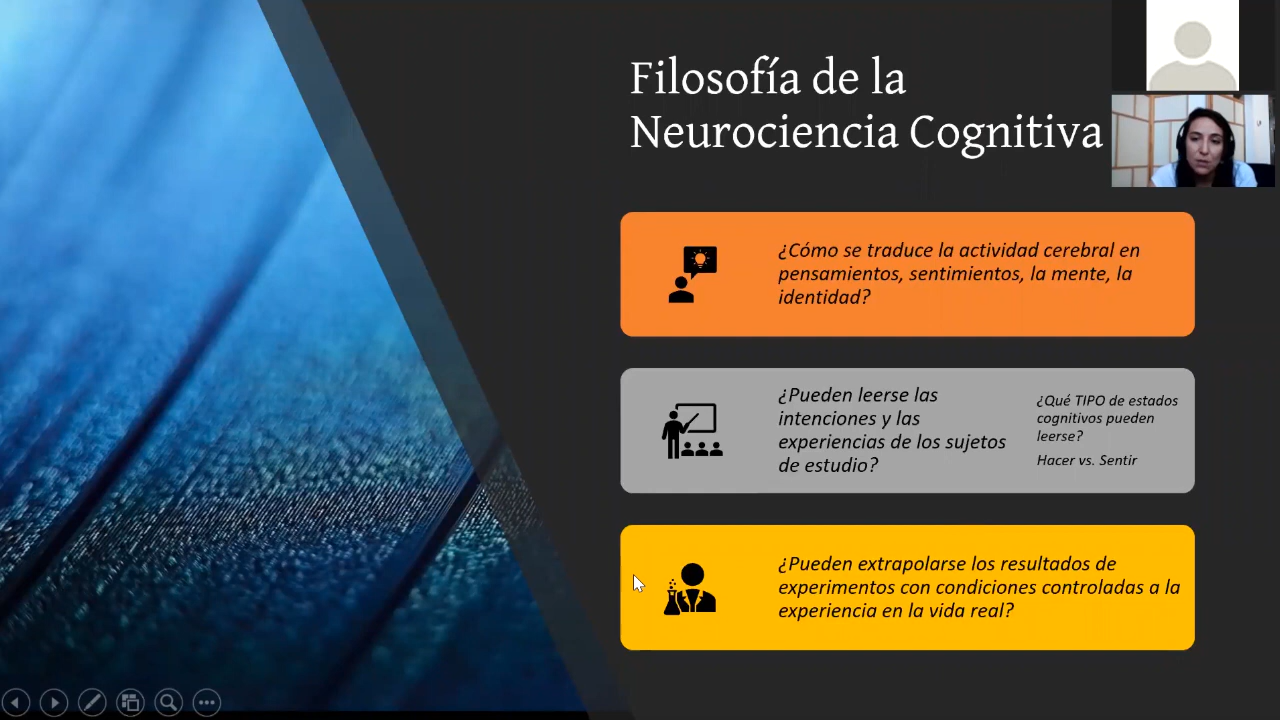 Filosofía de la
Neurociencia Cognitiva
¿Cómo se traduce la actividad cerebral en
pensamientos, sentimientos, la mente, la
identidad?
¿Pueden leerse las
intenciones y las
experiencias de los sujetos
de estudio?
¿Qué TIPO de estados
cognitivos pueden
leerse?
Hacer vs. Sentir
¿Pueden extrapolarse los resultados de
experimentos con condiciones controladas a la
experiencia en la vida real?